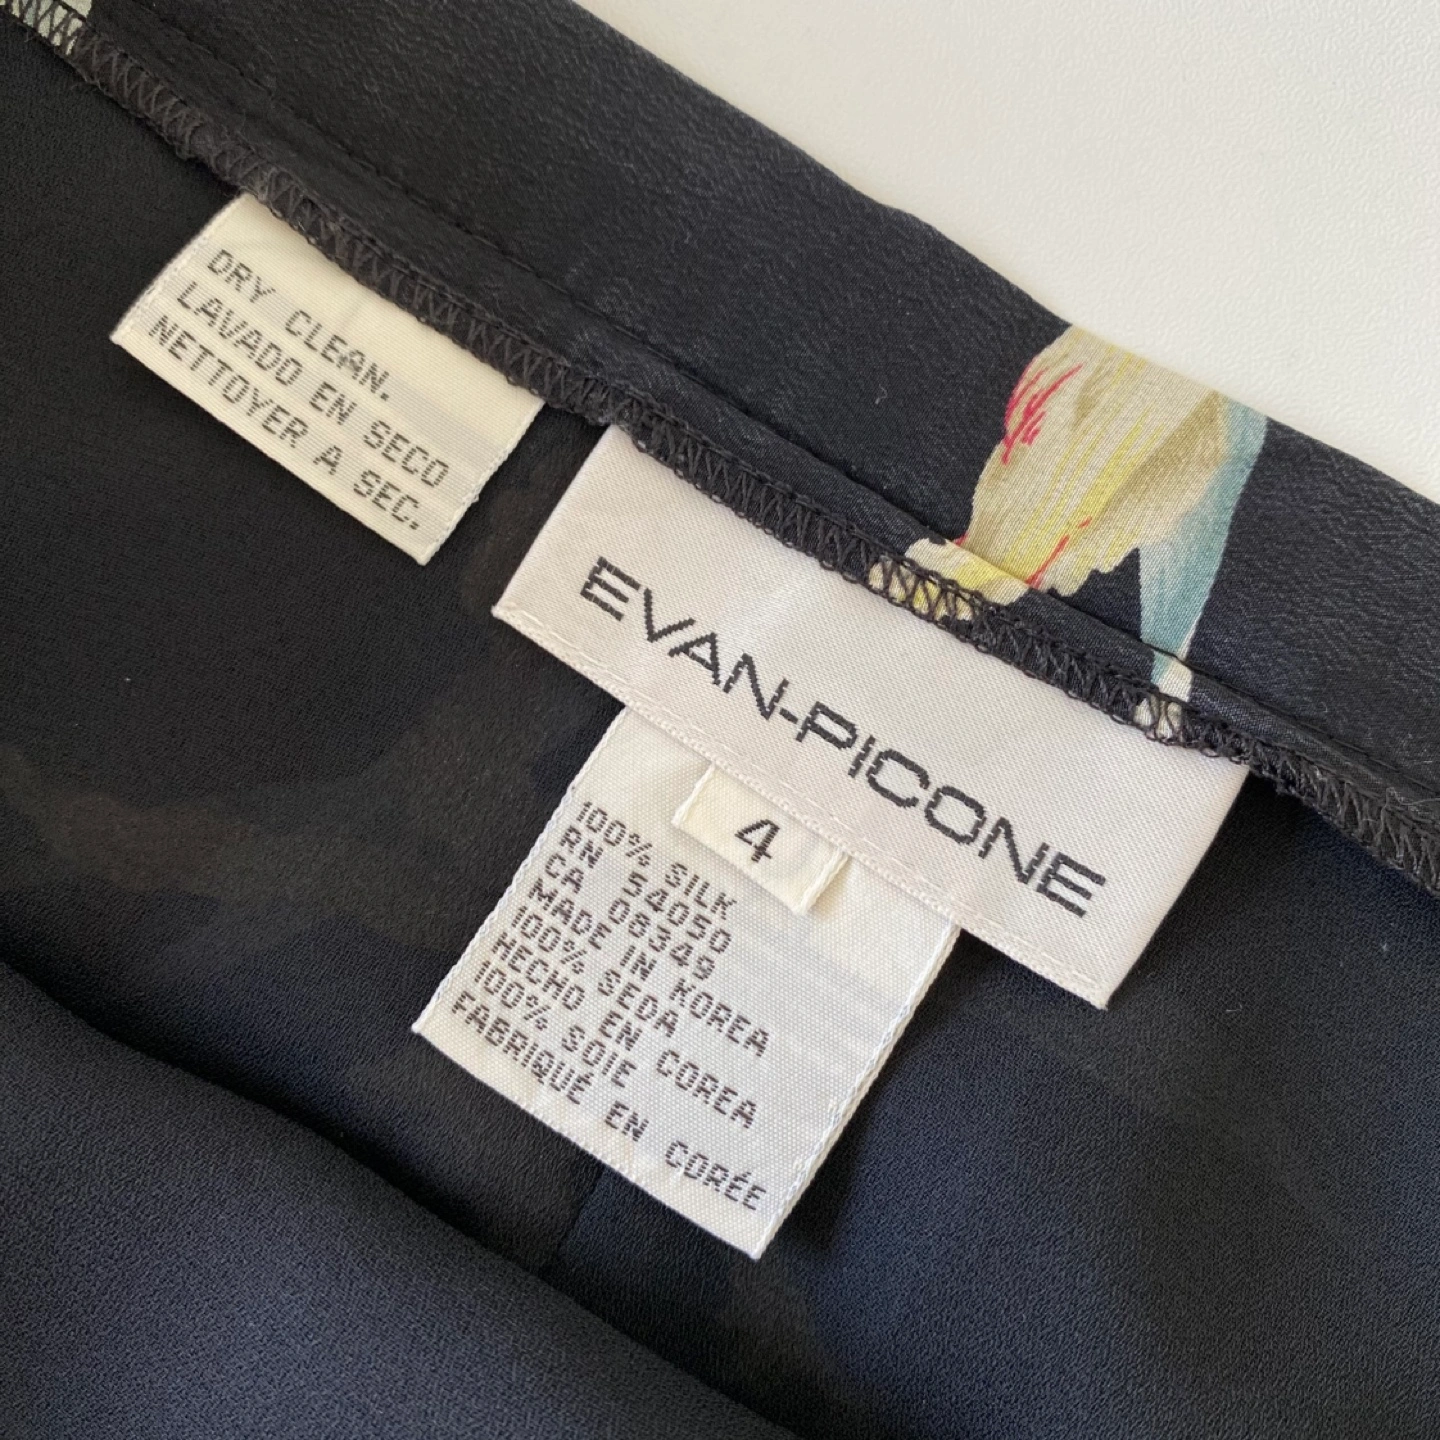 DRY CLEAN.
LAVADO EN SECO
NETTOYER A SEC.
EVAN-PICONE
4
100% SILK
RN 54050
CA 08349
MADE IN KOREA
100% SEDA
HECHO EN COREA
100% SOIE
FABRIQUÉ EN CORÉE